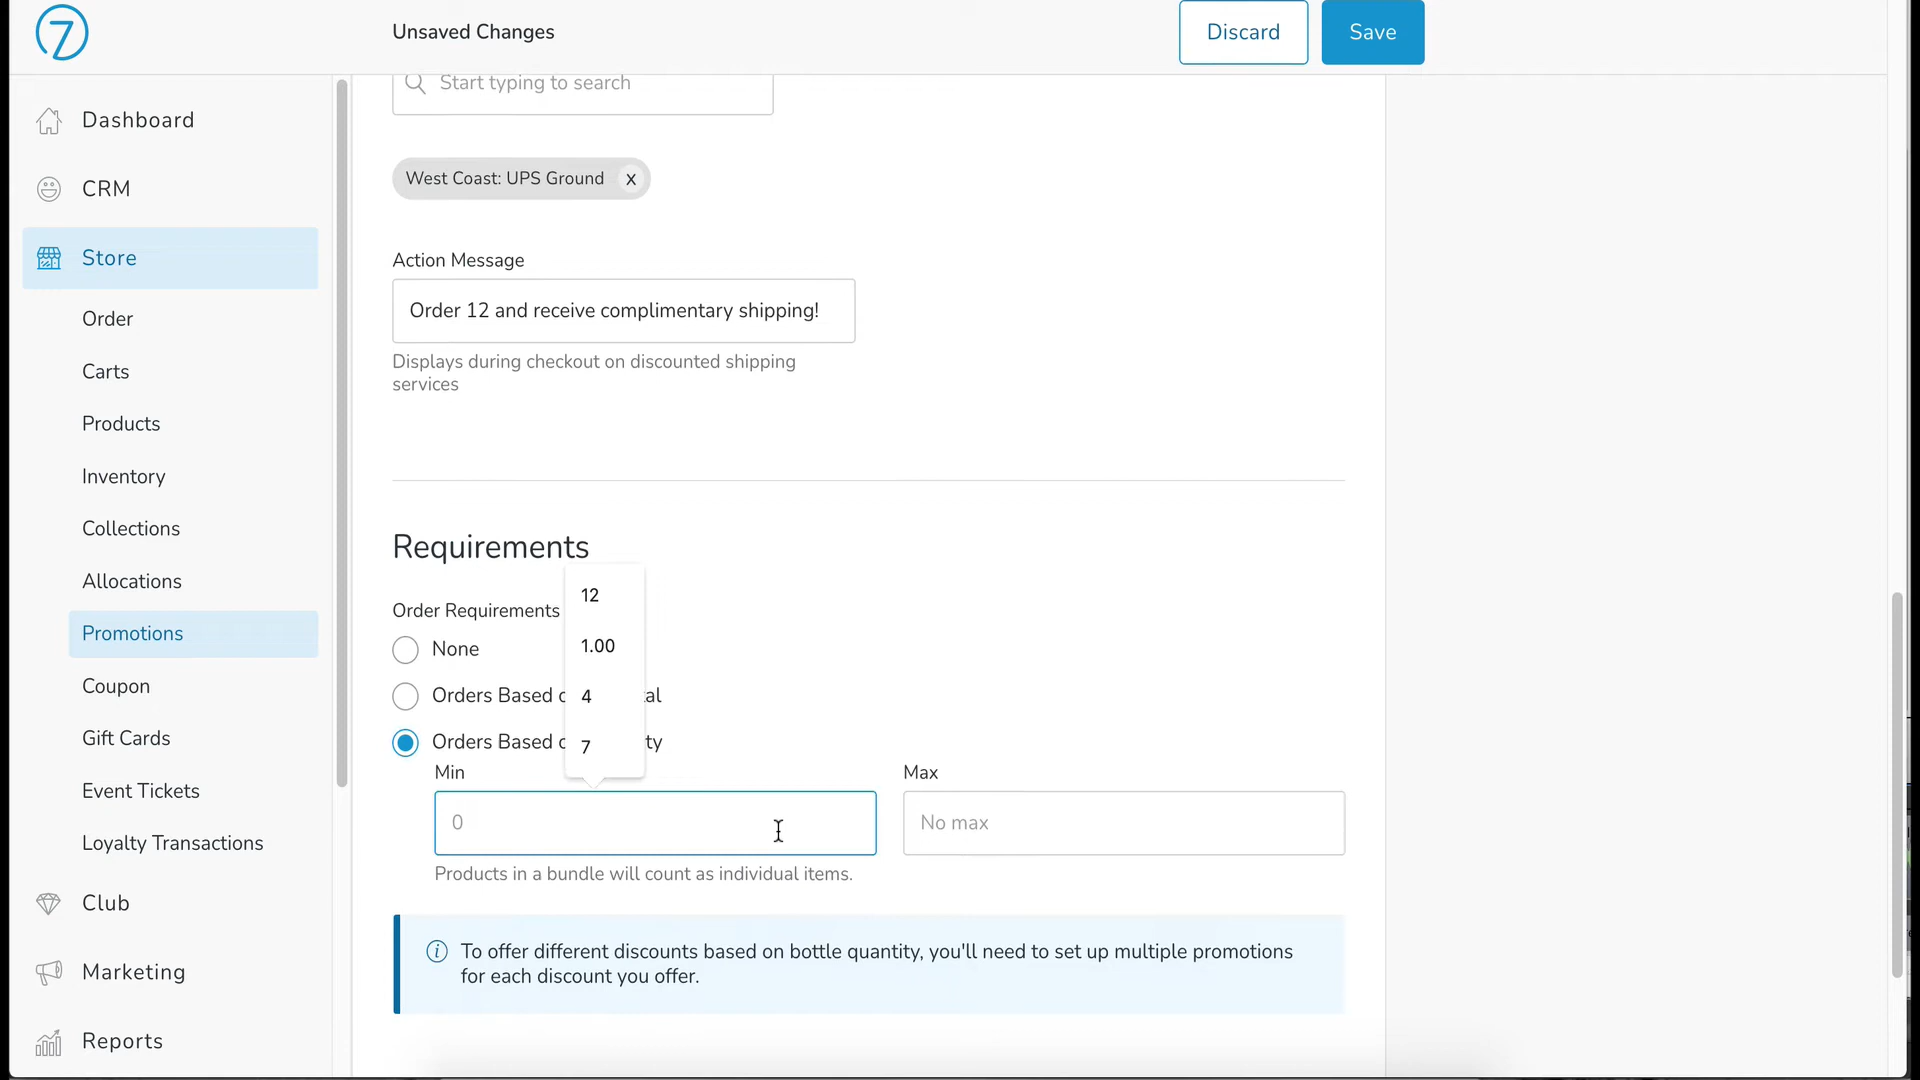 7
Unsaved Changes
Discard
Save
Dashboard
CRM
Store
Order
Carts
Products
Inventory
Collections
Allocations
Promotions
Coupon
Gift Cards
Event Tickets
Loyalty Transactions
Club
Marketing
Reports
Start typing to search
West Coast: UPS Ground x
Action Message
Order 12 and receive complimentary shipping!
Displays during checkout on discounted shipping
services
Requirements
Order Requirements
None
Orders Based
Orders Based
12
1.00
4
7
Min
Max
0
No max
Products in a bundle will count as individual items.
To offer different discounts based on bottle quantity, you'll need to set up multiple promotions
for each discount you offer.